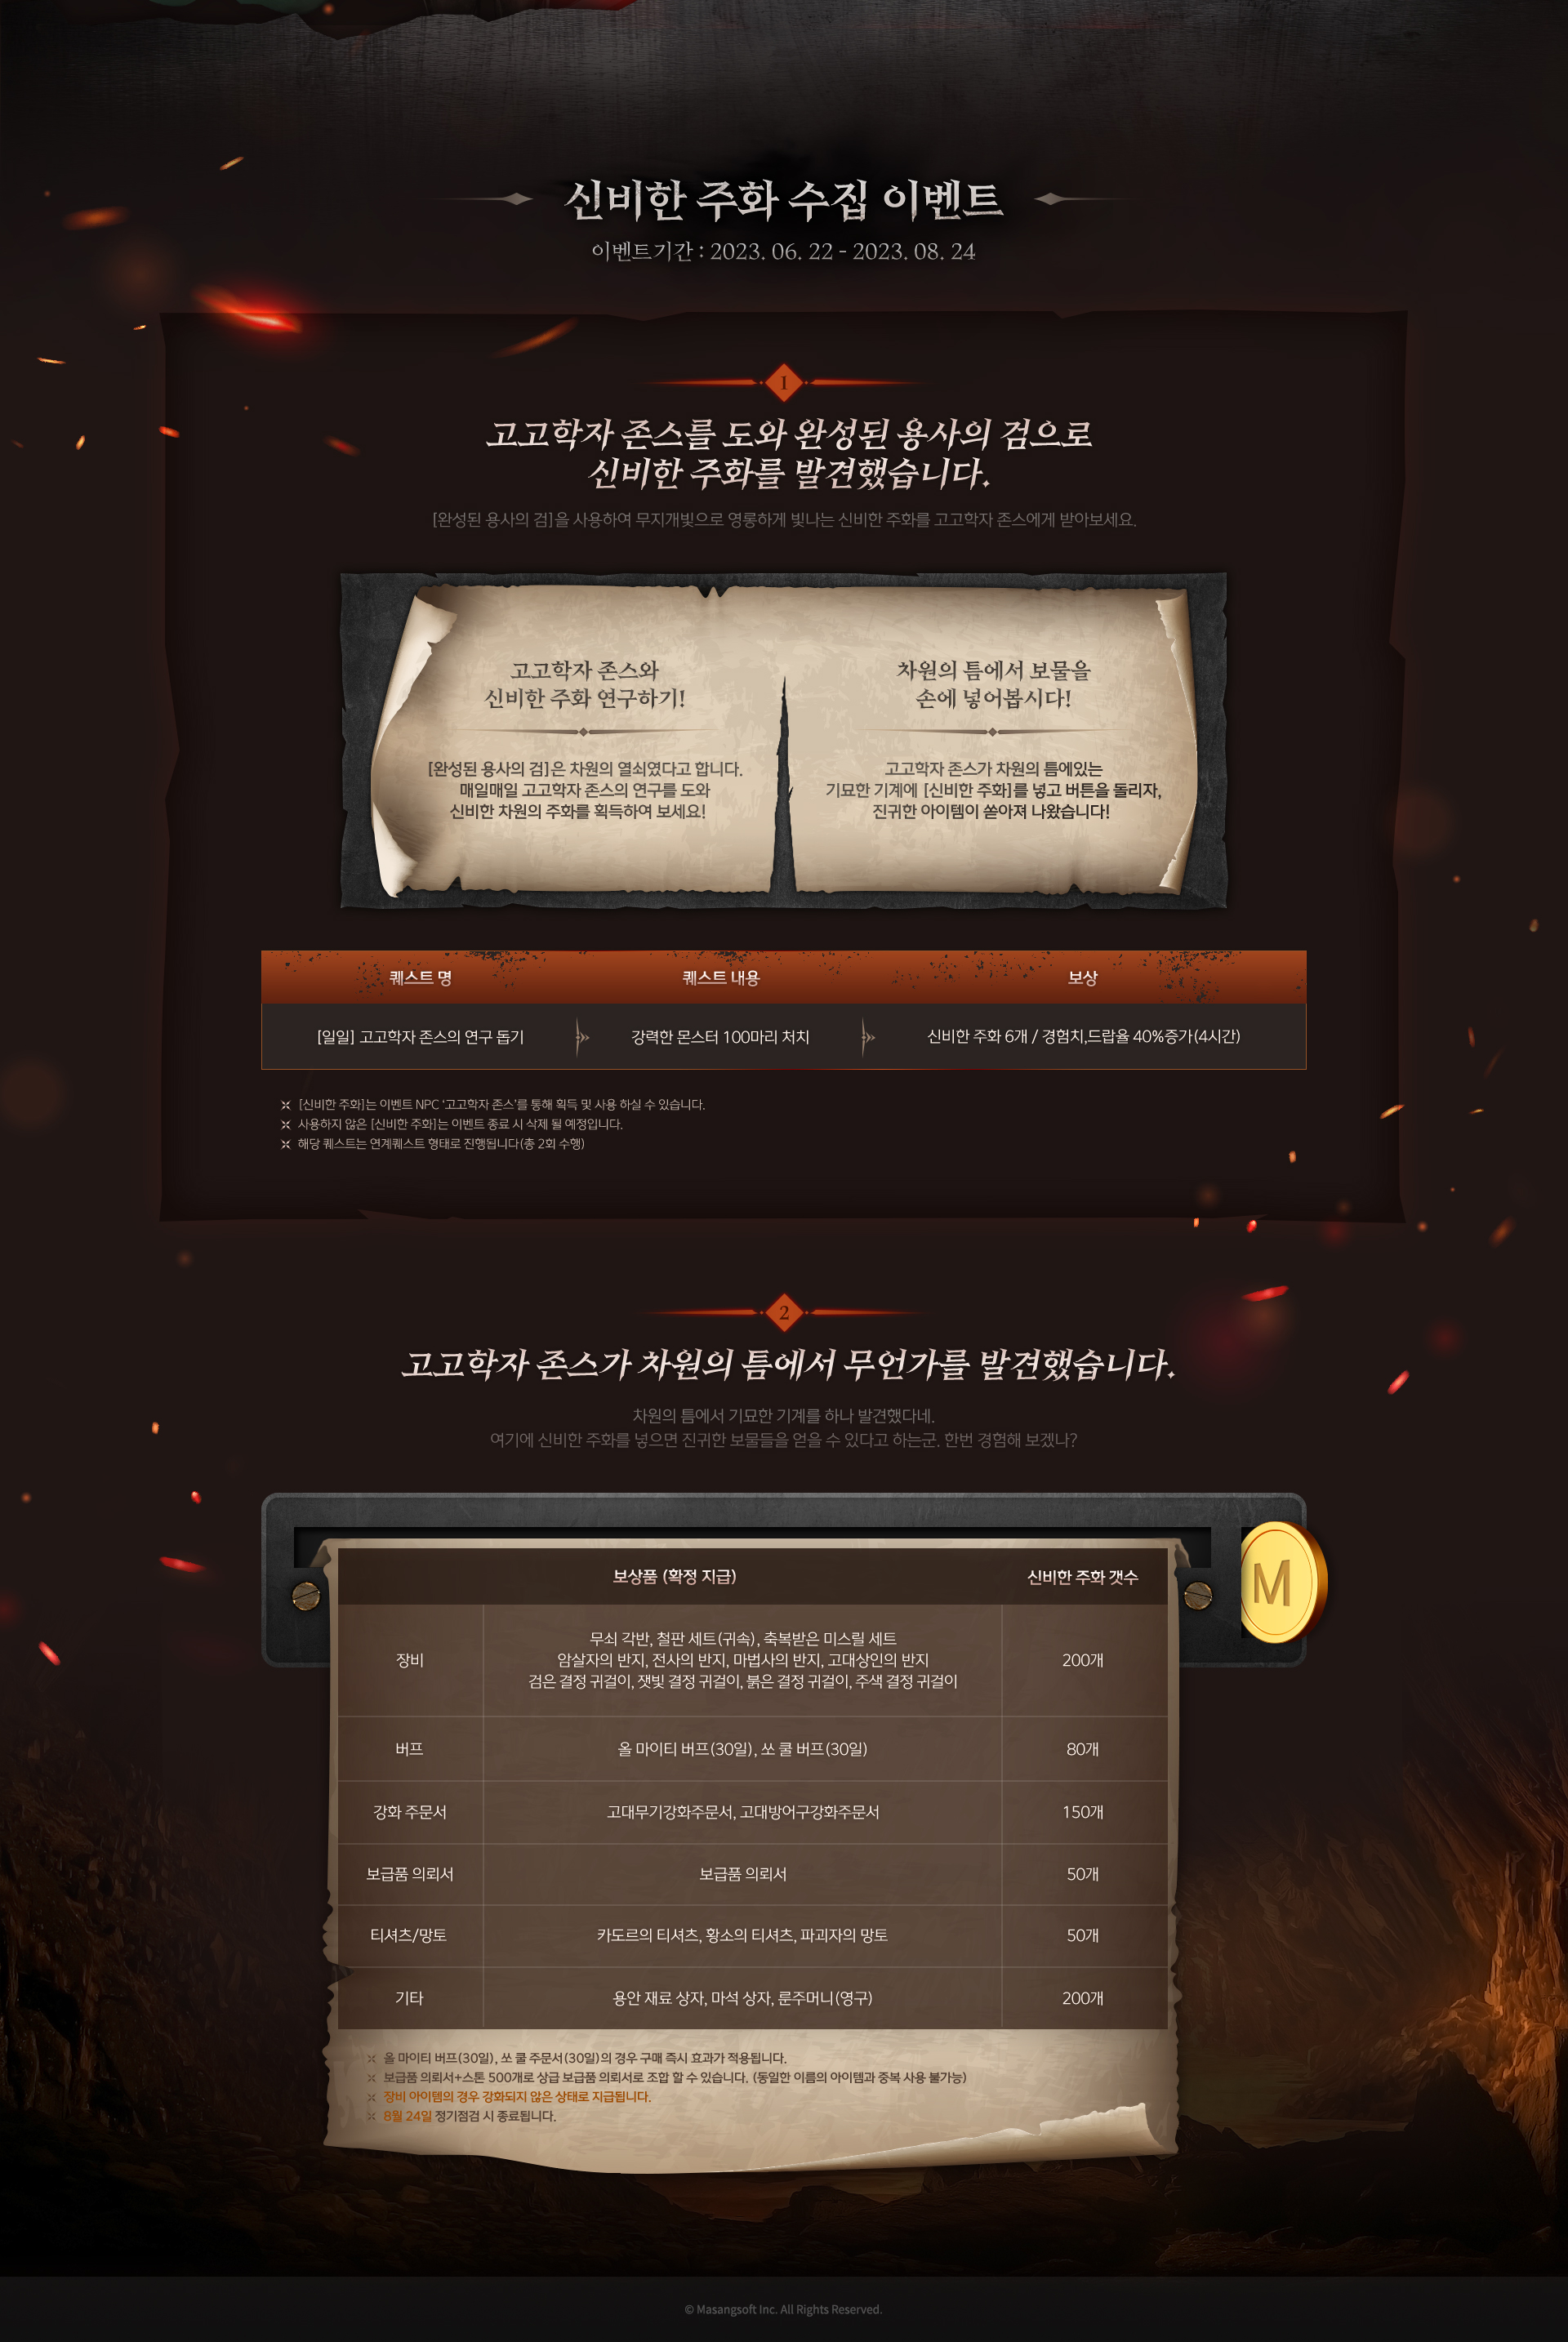 신비한 주화 수집 이벤트
이벤트기간 : 2023. 06. 22 - 2023. 08. 24
1
고고학자 존스를 도와 완성된 용사의 검으로
신비한 주화를 발견했습니다.
[완성된 용사의 검]을 사용하여 무지개빛으로 영롱하게 빛나는 신비한 주화를 고고학자 존스에게 받아보세요.
고고학자 존스와
신비한 주화 연구하기!
[완성된 용사의 검]은 차원의 열쇠였다고 합니다.
매일매일 고고학자 존스의 연구를 도와
신비한 차원의 주화를 획득하여 보세요!
차원의 틈에서 보물을
손에 넣어봅시다!
고고학자 존스가 차원의 틈에있는
기묘한 기계에 [신비한 주화]를 넣고 버튼을 돌리자,
진귀한 아이템이 쏟아져 나왔습니다!
퀘스트 명 퀘스트 내용 보상
[일일] 고고학자 존스의 연구 돕기 강력한 몬스터 100마리 처치 신비한 주화 6개 / 경험치,드랍율 40%증가(4시간)
[신비한 주화]는 이벤트 NPC ‘고고학자 존스’를 통해 획득 및 사용 하실 수 있습니다.
사용하지 않은 [신비한 주화]는 이벤트 종료 시 삭제 될 예정입니다.
해당 퀘스트는 연계퀘스트 형태로 진행됩니다(총 2회 수행)
2
고고학자 존스가 차원의 틈에서 무언가를 발견했습니다.
차원의 틈에서 기묘한 기계를 하나 발견했다네.
여기에 신비한 주화를 넣으면 진귀한 보물들을 얻을 수 있다고 하는군. 한번 경험해 보겠나?
M
보상품 (확정 지급) 신비한 주화 갯수
무쇠 각반, 철판 세트(귀속), 축복받은 미스릴 세트
장비 암살자의 반지, 전사의 반지, 마법사의 반지, 고대상인의 반지 200개
검은 결정 귀걸이, 잿빛 결정 귀걸이, 붉은 결정 귀걸이, 주색 결정 귀걸이
버프 올 마이티 버프(30일), 쏘 쿨 버프(30일) 80개
강화 주문서 고대무기강화주문서, 고대방어구강화주문서 150개
보급품 의뢰서 보급품 의뢰서 50개
티셔츠/망토 카도르의 티셔츠, 황소의 티셔츠, 파괴자의 망토 50개
기타 용안 재료 상자, 마석 상자, 룬주머니(영구) 200개
올 마이티 버프(30일), 쏘 쿨 주문서(30일)의 경우 구매 즉시 효과가 적용됩니다.
보급품 의뢰서+스톤 500개로 상급 보급품 의뢰서로 조합 할 수 있습니다. (동일한 이름의 아이템과 중복 사용 불가능)
장비 아이템의 경우 강화되지 않은 상태로 지급됩니다.
8월 24일 정기점검 시 종료됩니다.
© Masangsoft Inc. All Rights Reserved.